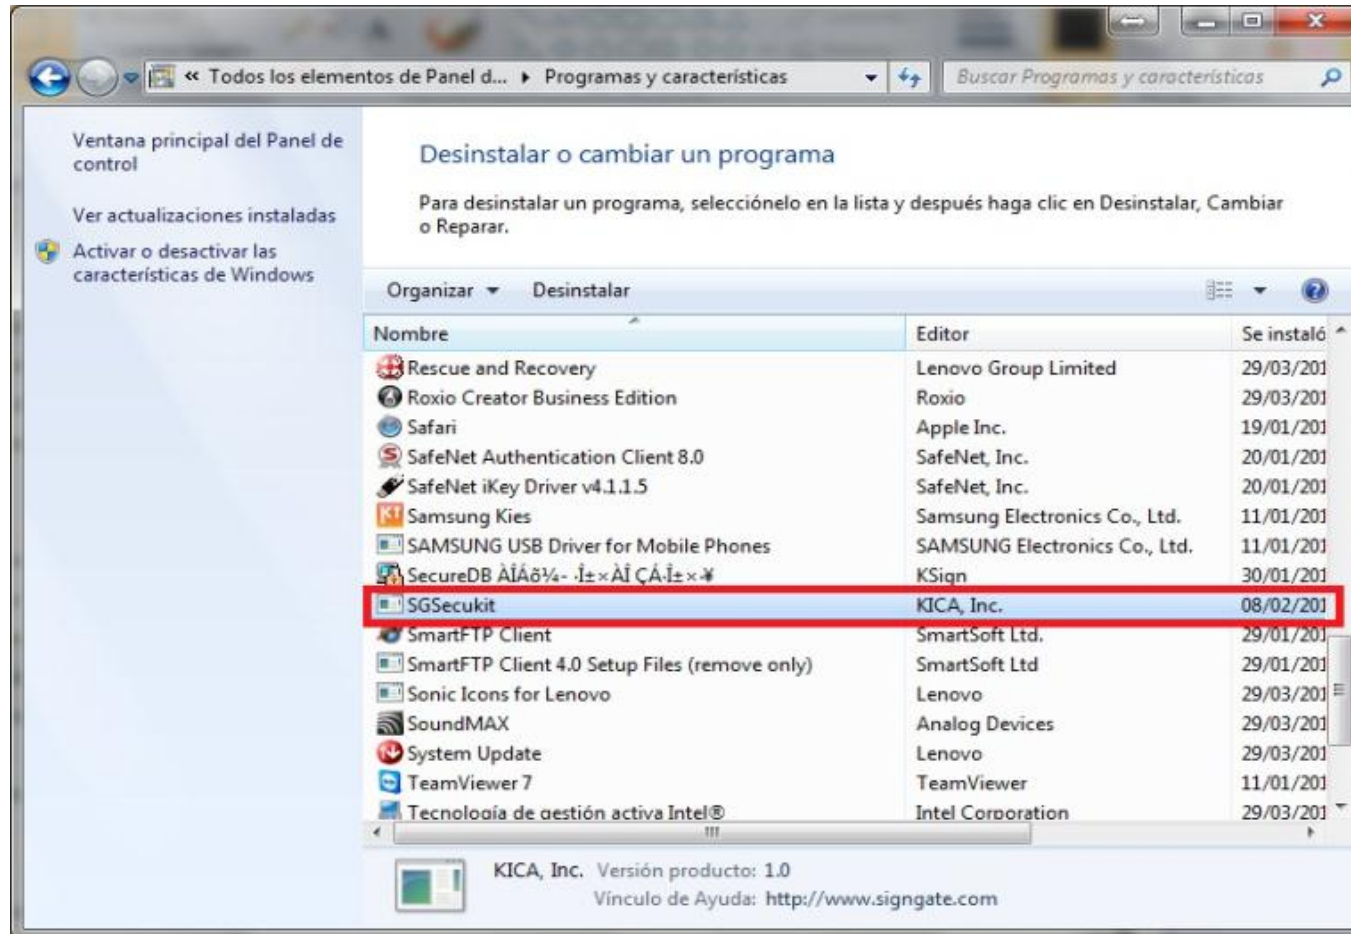 « Todos los elementos de Panel d... ▸ Programas y características
Buscar Programas y características
Ventana principal del Panel de
control
Ver actualizaciones instaladas
Activar o desactivar las
características de Windows
Desinstalar o cambiar un programa
Para desinstalar un programa, selecciónelo en la lista y después haga clic en Desinstalar, Cambiar
o Reparar.
Organizar Desinstalar
Nombre Editor Se instaló
Rescue and Recovery Lenovo Group Limited 29/03/201
Roxio Creator Business Edition Roxio 29/03/201
Safari Apple Inc. 19/01/201
SafeNet Authentication Client 8.0 SafeNet, Inc. 20/01/201
SafeNet iKey Driver v4.1.1.5 SafeNet, Inc. 20/01/201
Samsung Kies Samsung Electronics Co., Ltd. 11/01/201
SAMSUNG USB Driver for Mobile Phones SAMSUNG Electronics Co., Ltd. 11/01/201
SecureDB ÀÎÁõ¼- ·Î±×ÀÎ ÇÁ·Î±×·¥ KSign 30/01/201
SGSecukit KICA, Inc. 08/02/201
SmartFTP Client SmartSoft Ltd. 29/01/201
SmartFTP Client 4.0 Setup Files (remove only) SmartSoft Ltd 29/01/201
Sonic Icons for Lenovo Lenovo 29/03/201
SoundMAX Analog Devices 29/03/201
System Update Lenovo 29/03/201
TeamViewer 7 TeamViewer 11/01/201
Tecnología de gestión activa Intel® Intel Corporation 29/03/201
KICA, Inc. Versión producto: 1.0
Vínculo de Ayuda: http://www.signgate.com